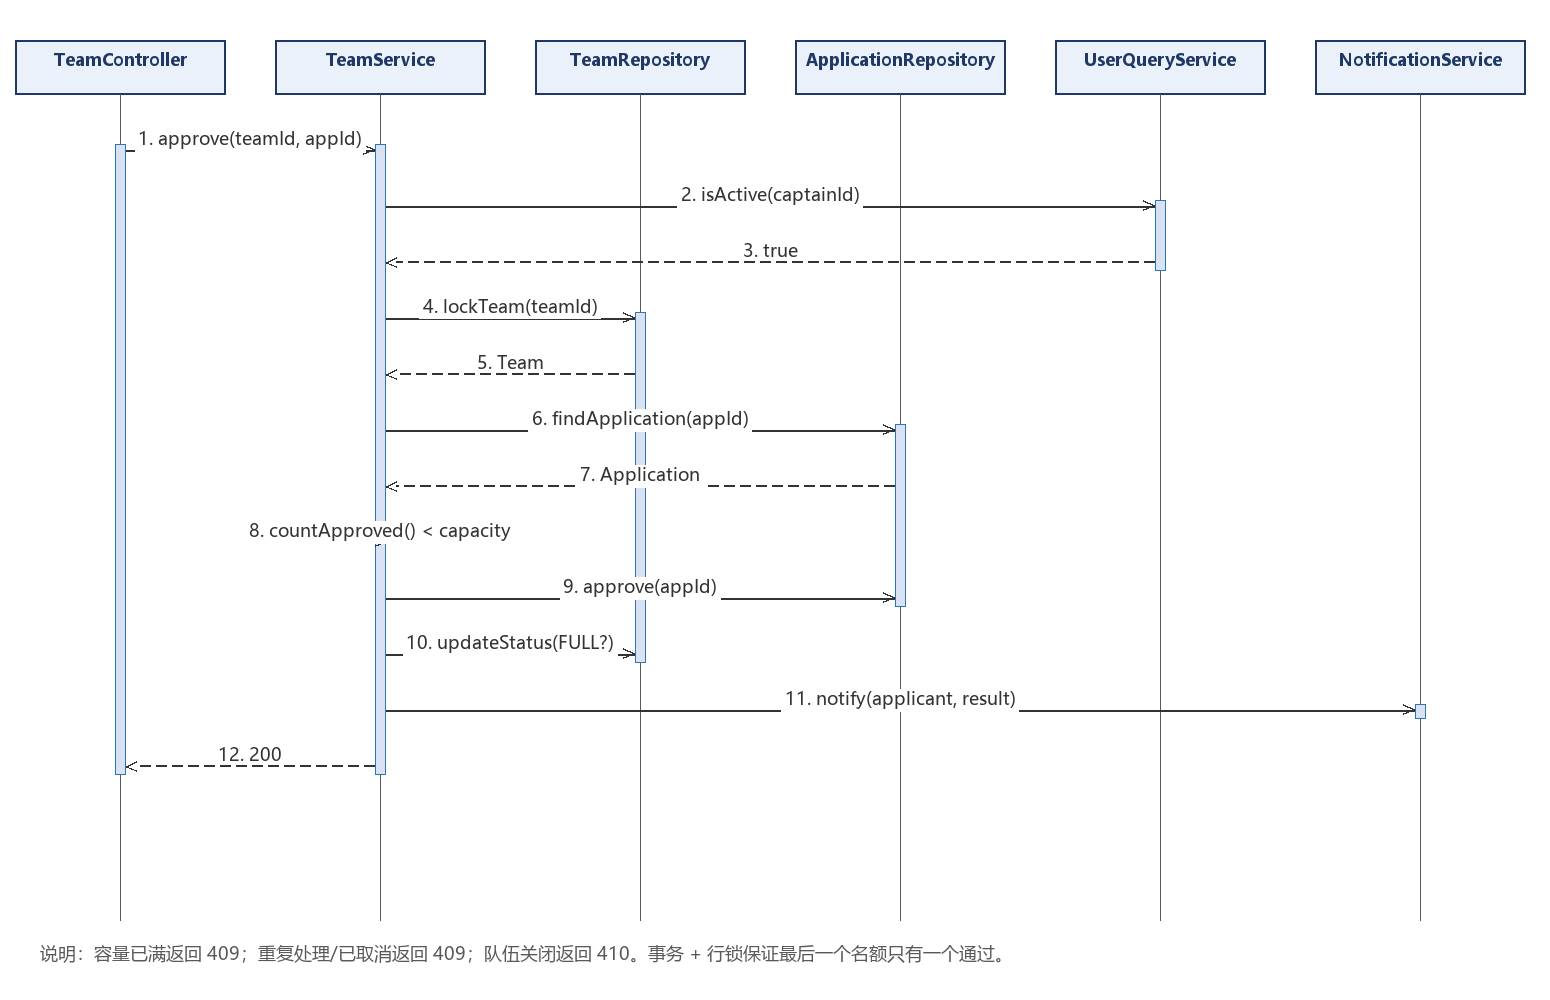 TeamController
TeamService
TeamRepository
ApplicationRepository
UserQueryService
NotificationService
1. approve(teamId, appId)
2. isActive(captainId)
3. true
4. lockTeam(teamId)
5. Team
6. findApplication(appId)
7. Application
8. countApproved() < capacity
9. approve(appId)
10. updateStatus(FULL?)
11. notify(applicant, result)
12. 200
说明：容量已满返回 409；重复处理/已取消返回 409；队伍关闭返回 410。事务 + 行锁保证最后一个名额只有一个通过。